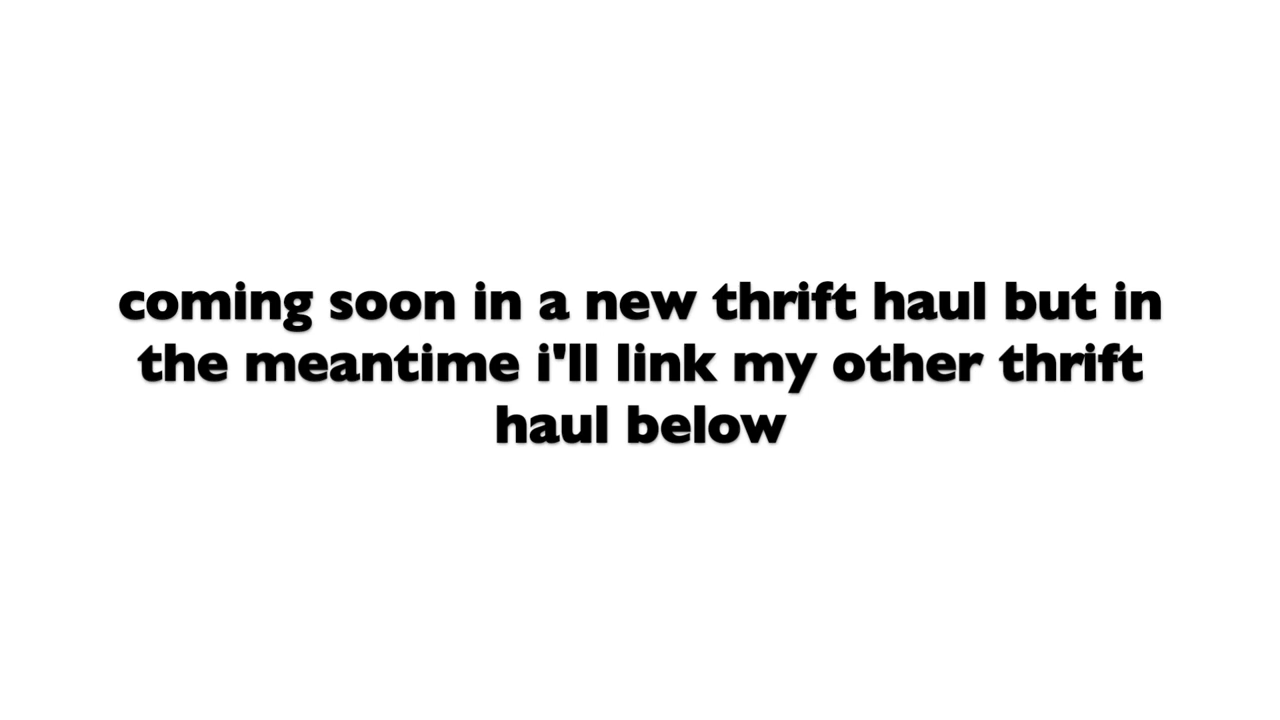 coming soon in a new thrift haul but in
the meantime i'll link my other thrift
haul below